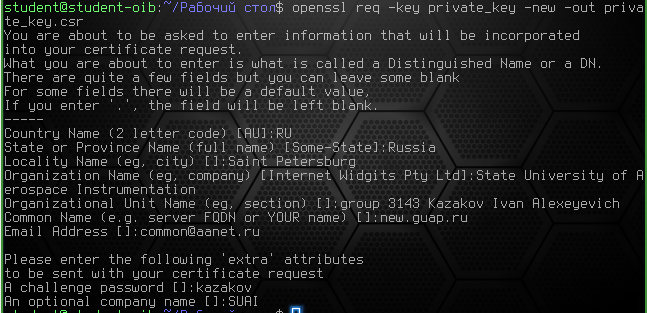 student@student-oib:~/Рабочий стол$ openssl req -key private_key -new -out priva
te_key.csr
You are about to be asked to enter information that will be incorporated
into your certificate request.
What you are about to enter is what is called a Distinguished Name or a DN.
There are quite a few fields but you can leave some blank
For some fields there will be a default value,
If you enter '.', the field will be left blank.
-----
Country Name (2 letter code) [AU]:RU
State or Province Name (full name) [Some-State]:Russia
Locality Name (eg, city) []:Saint Petersburg
Organization Name (eg, company) [Internet Widgits Pty Ltd]:State University of A
erospace Instrumentation
Organizational Unit Name (eg, section) []:group 3143 Kazakov Ivan Alexeyevich
Common Name (e.g. server FQDN or YOUR name) []:new.guap.ru
Email Address []:common@aanet.ru

Please enter the following 'extra' attributes
to be sent with your certificate request
A challenge password []:kazakov
An optional company name []:SUAI
student@student-oib:~/Рабочий стол$